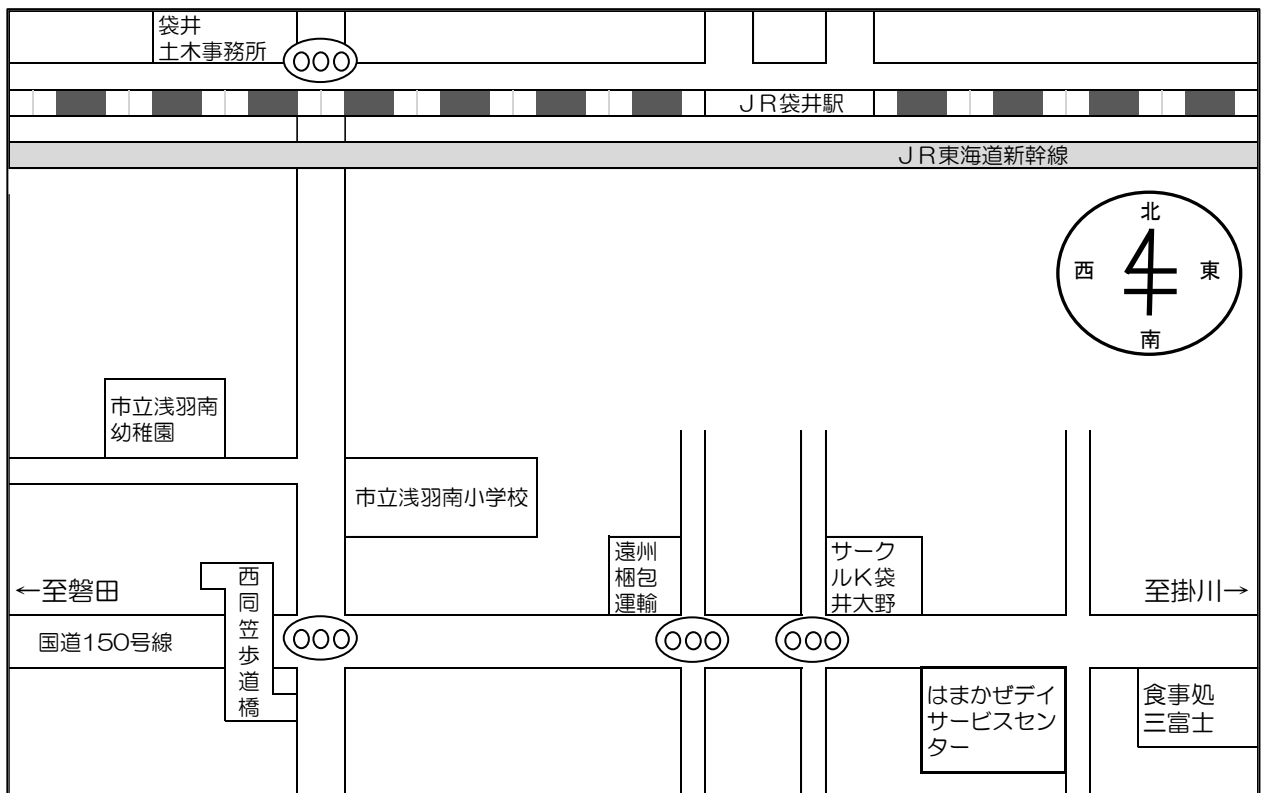 袋井
土木事務所
ＪＲ袋井駅
ＪＲ東海道新幹線
北
西
東
南
市立浅羽南
幼稚園
市立浅羽南小学校
遠州
梱包
運輸
サーク
ルK袋
井大野
←至磐田
至掛川→
国道150号線
西同笠歩道橋
はまかぜデイ
サービスセン
ター
食事処
三富士